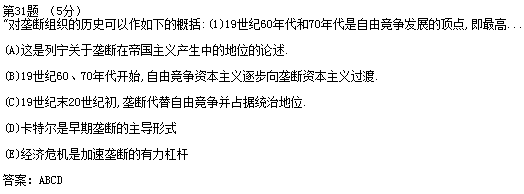 第31题 （5分）
"对垄断组织的历史可以作如下的概括:(1)19世纪60年代和70年代是自由竞争发展的顶点,即最高...
(A)这是列宁关于垄断在帝国主义产生中的地位的论述.
(B)19世纪60、70年代开始,自由竞争资本主义逐步向垄断资本主义过渡.
(C)19世纪末20世纪初,垄断代替自由竞争并占据统治地位.
(D)卡特尔是早期垄断的主导形式
(E)经济危机是加速垄断的有力杠杆
答案: ABCD